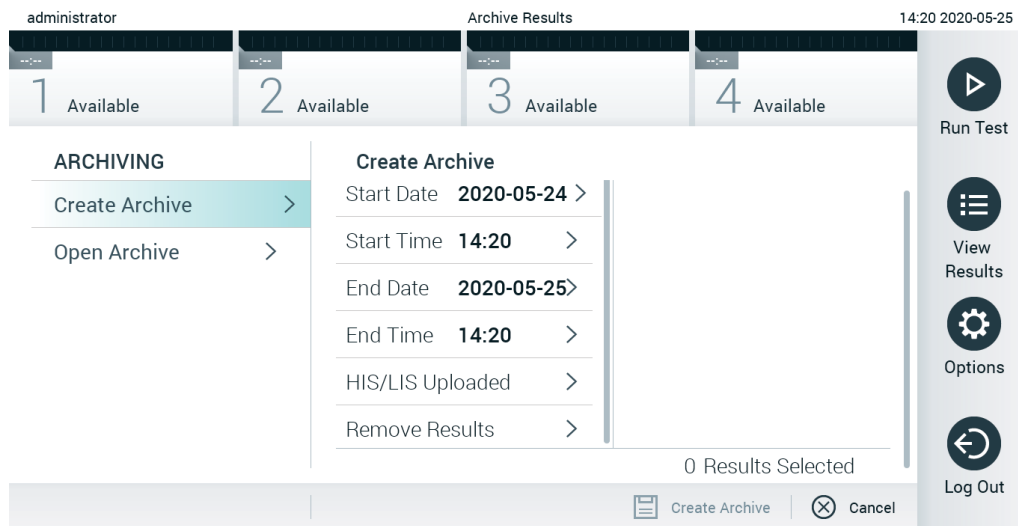 administrator Archive Results 14:20 2020-05-25
--:-- --:-- --:-- --:--
1 Available 2 Available 3 Available 4 Available
Run Test
ARCHIVING
Create Archive
Open Archive
Create Archive
Start Date 2020-05-24
Start Time 14:20
End Date 2020-05-25
End Time 14:20
HIS/LIS Uploaded
Remove Results
0 Results Selected
View
Results
Options
Log Out
Create Archive Cancel